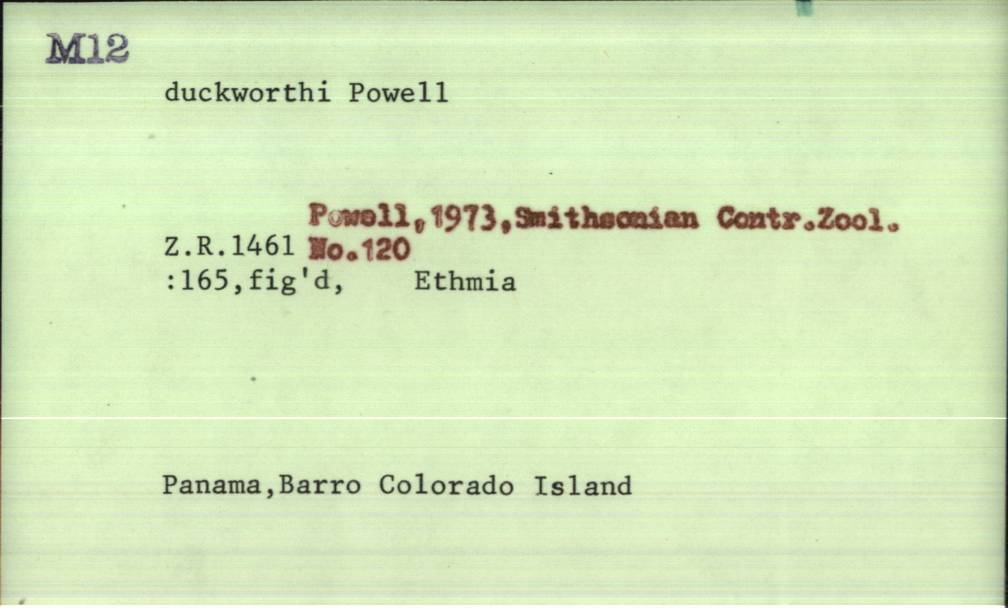 M12
duckworthi Powell
Powell,1973,Smithsonian Contr.Zool.
Z.R.1461 No.120
:165,fig'd, Ethmia
Panama,Barro Colorado Island